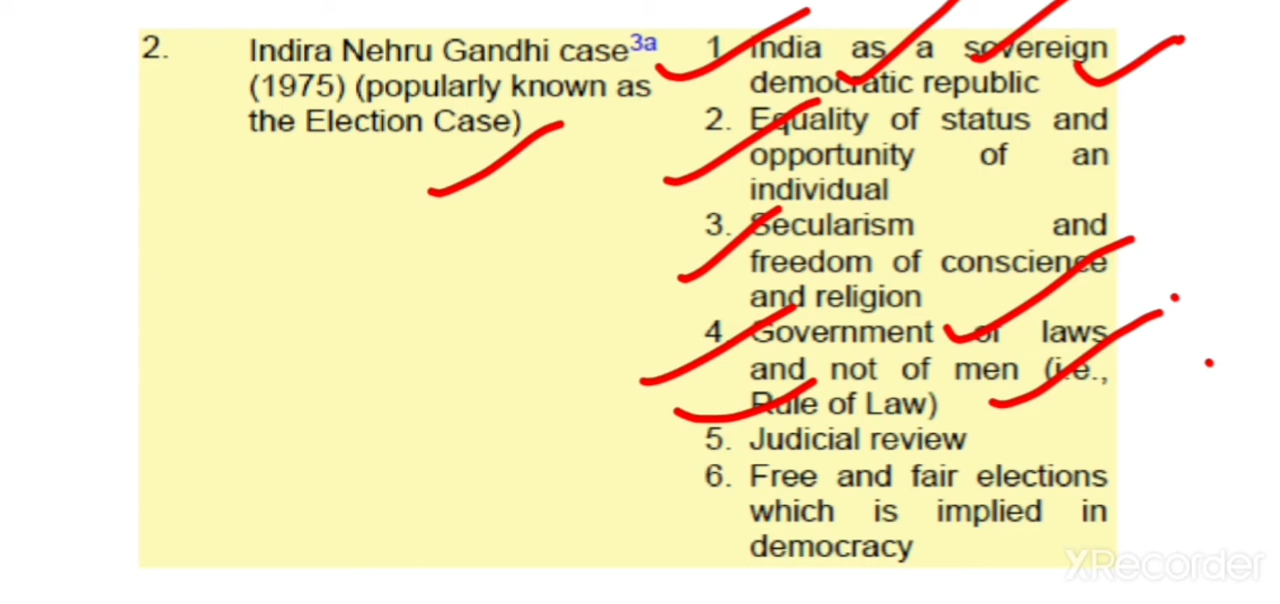 2. Indira Nehru Gandhi case3a
(1975) (popularly known as
the Election Case)
1. India as a sovereign
democratic republic
2. Equality of status and
opportunity of an
individual
3. Secularism and
freedom of conscience
and religion
4. Government of laws
and not of men (i.e.,
Rule of Law)
5. Judicial review
6. Free and fair elections
which is implied in
democracy
XRecorder